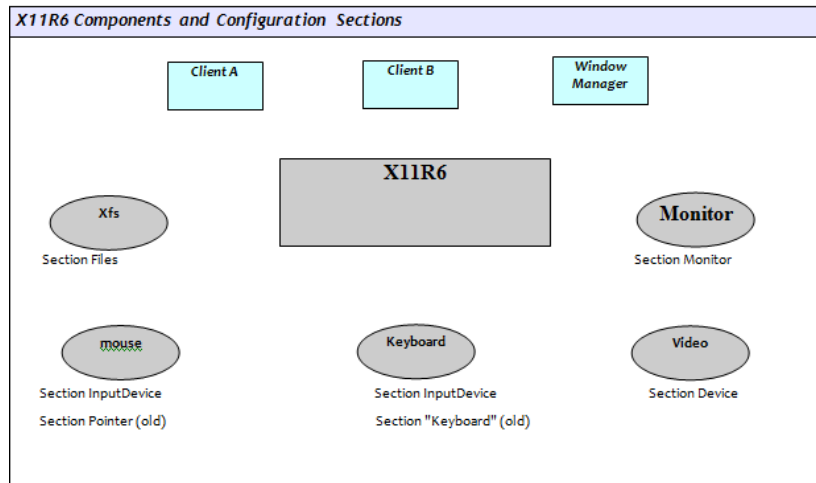 X11R6 Components and Configuration Sections
Client A
Client B
Window
Manager
X11R6
Xfs
Monitor
Section Files
Section Monitor
mouse
Keyboard
Video
Section InputDevice
Section InputDevice
Section Device
Section Pointer (old)
Section "Keyboard" (old)